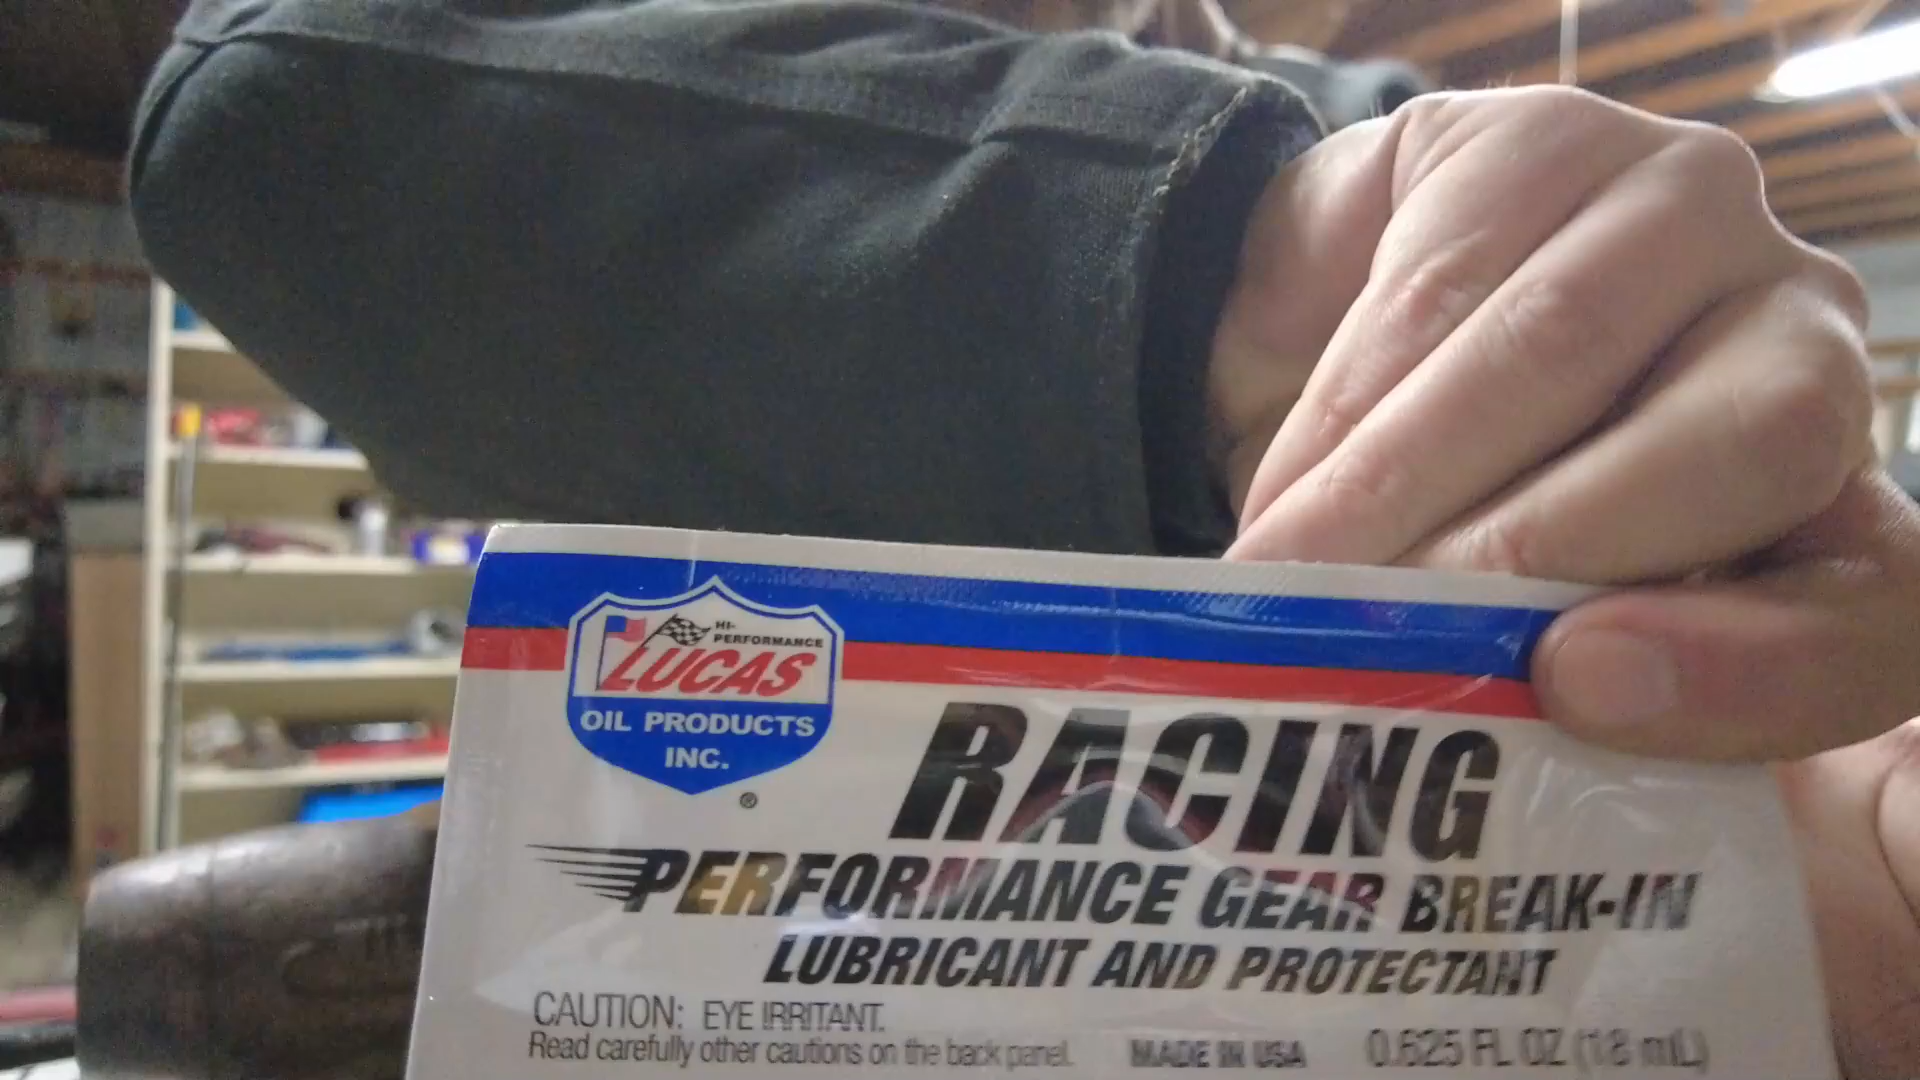 HI-
PERFORMANCE
LUCAS
OIL PRODUCTS
INC.
®
RACING
PERFORMANCE GEAR BREAK-IN
LUBRICANT AND PROTECTANT
CAUTION: EYE IRRITANT.
Read carefully other cautions on the back panel.
MADE IN USA 0.625 FL OZ (18 mL)